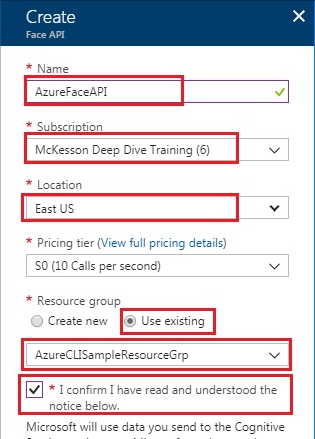 Create
Face API
* Name
AzureFaceAPI
* Subscription
McKesson Deep Dive Training (6)
* Location
East US
* Pricing tier (View full pricing details)
S0 (10 Calls per second)
* Resource group
Create new Use existing
AzureCLISampleResourceGrp
* I confirm I have read and understood the
notice below.
Microsoft will use data you send to the Cognitive